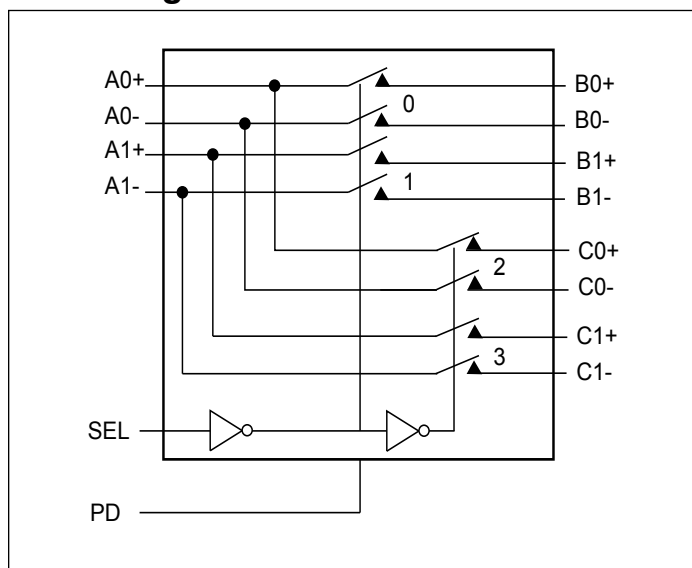 A0+
B0+
A0-
0
B0-
A1+
B1+
A1-
1
B1-
C0+
2
C0-
C1+
3
C1-
SEL
PD